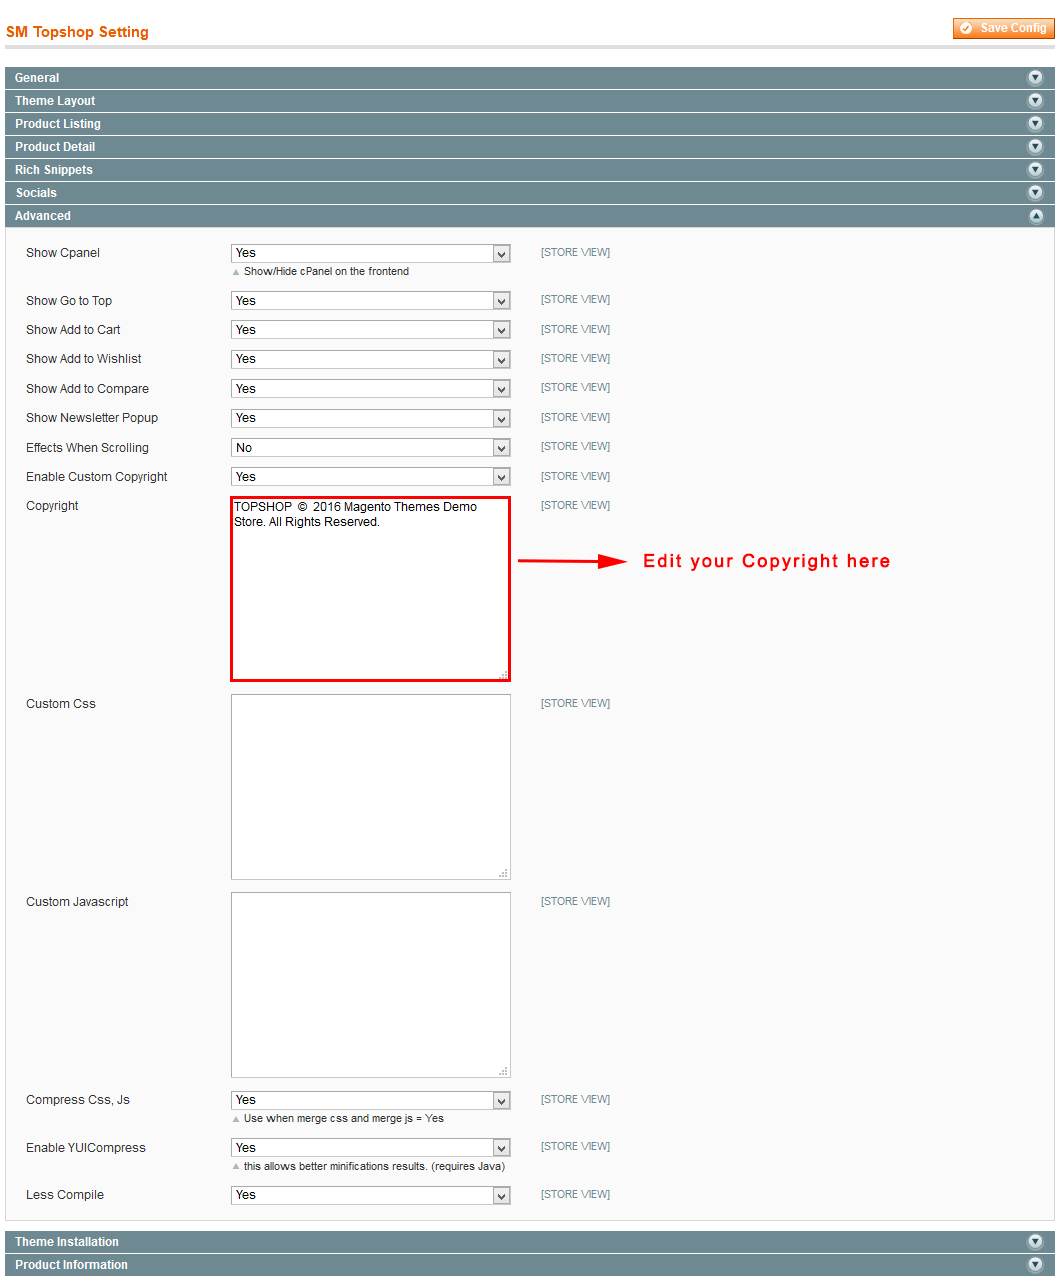 SM Topshop Setting
Save Config
General
Theme Layout
Product Listing
Product Detail
Rich Snippets
Socials
Advanced
Show Cpanel Yes [STORE VIEW]
Show/Hide cPanel on the frontend
Show Go to Top Yes [STORE VIEW]
Show Add to Cart Yes [STORE VIEW]
Show Add to Wishlist Yes [STORE VIEW]
Show Add to Compare Yes [STORE VIEW]
Show Newsletter Popup Yes [STORE VIEW]
Effects When Scrolling No [STORE VIEW]
Enable Custom Copyright Yes [STORE VIEW]
Copyright TOPSHOP © 2016 Magento Themes Demo [STORE VIEW]
Store. All Rights Reserved.
Edit your Copyright here
Custom Css [STORE VIEW]
Custom Javascript [STORE VIEW]
Compress Css, Js Yes [STORE VIEW]
Use when merge css and merge js = Yes
Enable YUICompress Yes [STORE VIEW]
this allows better minifications results. (requires Java)
Less Compile Yes [STORE VIEW]
Theme Installation
Product Information